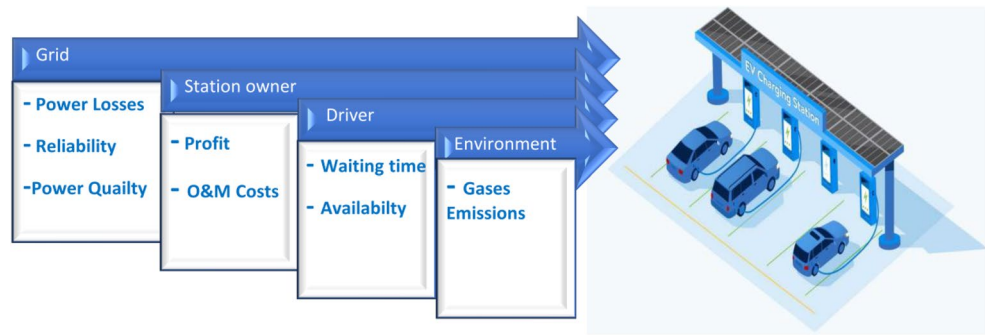 Grid
- Power Losses
- Reliability
-Power Quailty
Station owner
- Profit
- O&M Costs
Driver
- Waiting time
- Availabilty
Environment
- Gases
Emissions
EV Charging Station